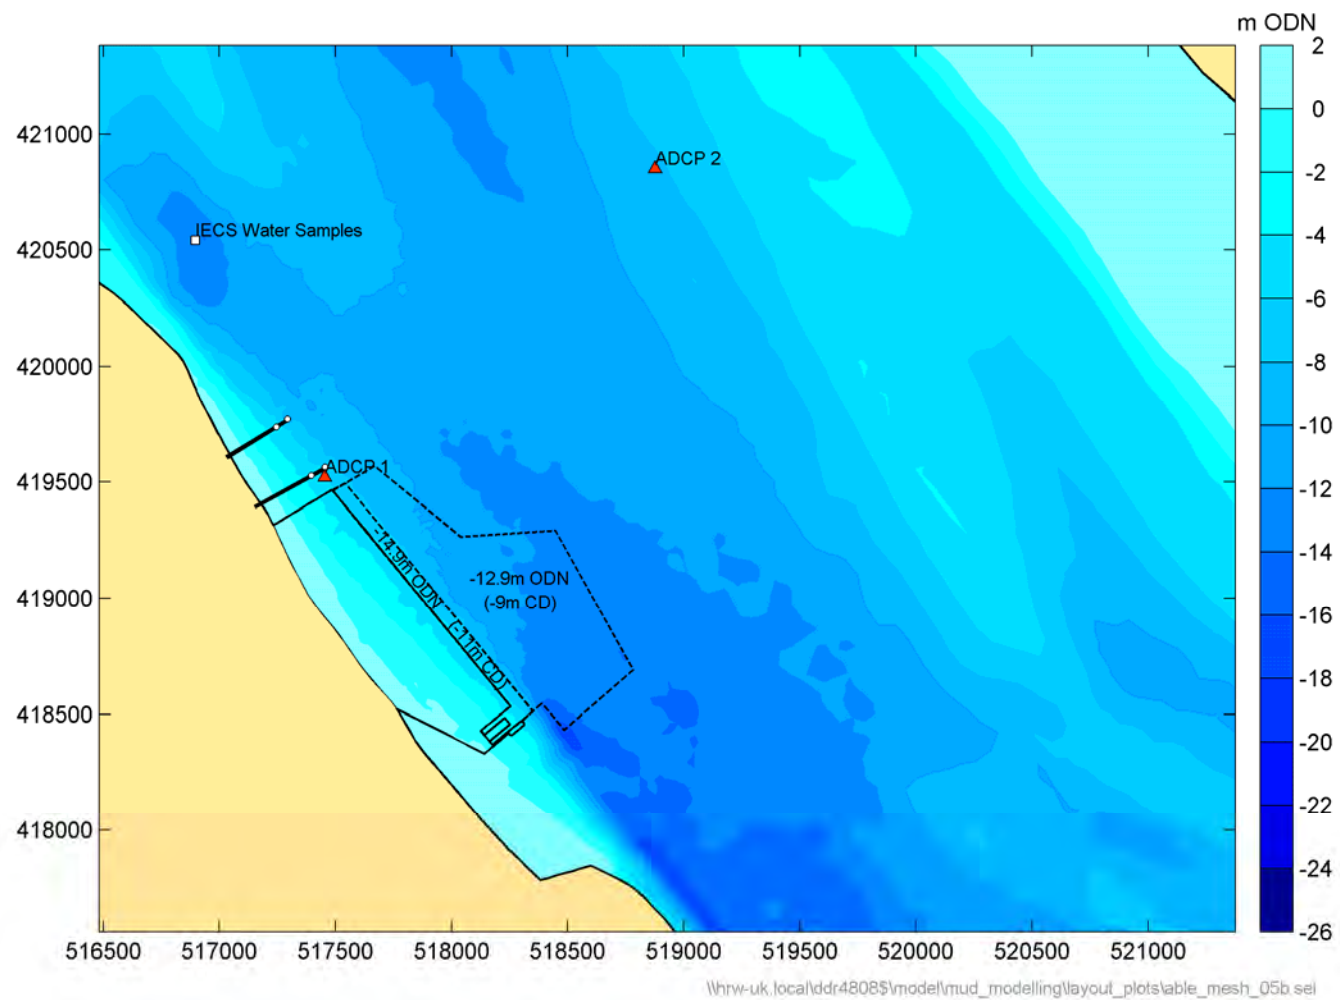 m ODN
2
0
-2
-4
-6
-8
-10
-12
-14
-16
-18
-20
-22
-24
-26
421000
420500
420000
419500
419000
418500
418000
ADCP 2
IECS Water Samples
ADCP 1
-14.9m ODN (-11m CD)
-12.9m ODN
(-9m CD)
516500 517000 517500 518000 518500 519000 519500 520000 520500 521000
\\hrw-uk.local\ddr4808$\model\mud_modelling\layout_plots\able_mesh_05b.sei